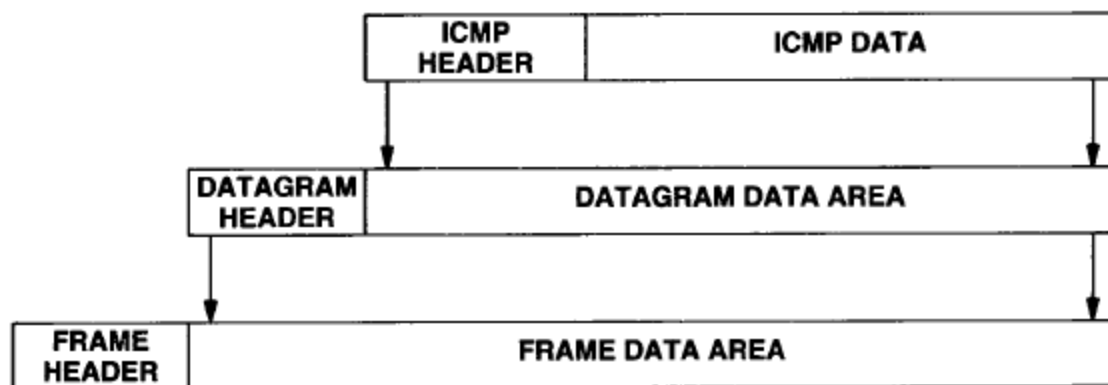 ICMP
HEADER
ICMP DATA
DATAGRAM
HEADER
DATAGRAM DATA AREA
FRAME
HEADER
FRAME DATA AREA